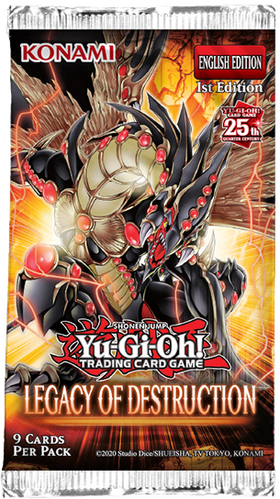 KONAMI
ENGLISH EDITION
1st Edition
YU-GI-OH!
CARD GAME
25th
QUARTER CENTURY
SHONEN JUMP
Yu-Gi-Oh!
TRADING CARD GAME
LEGACY OF DESTRUCTION
9 CARDS
PER PACK
©2020 Studio Dice/SHUEISHA, TV TOKYO, KONAMI